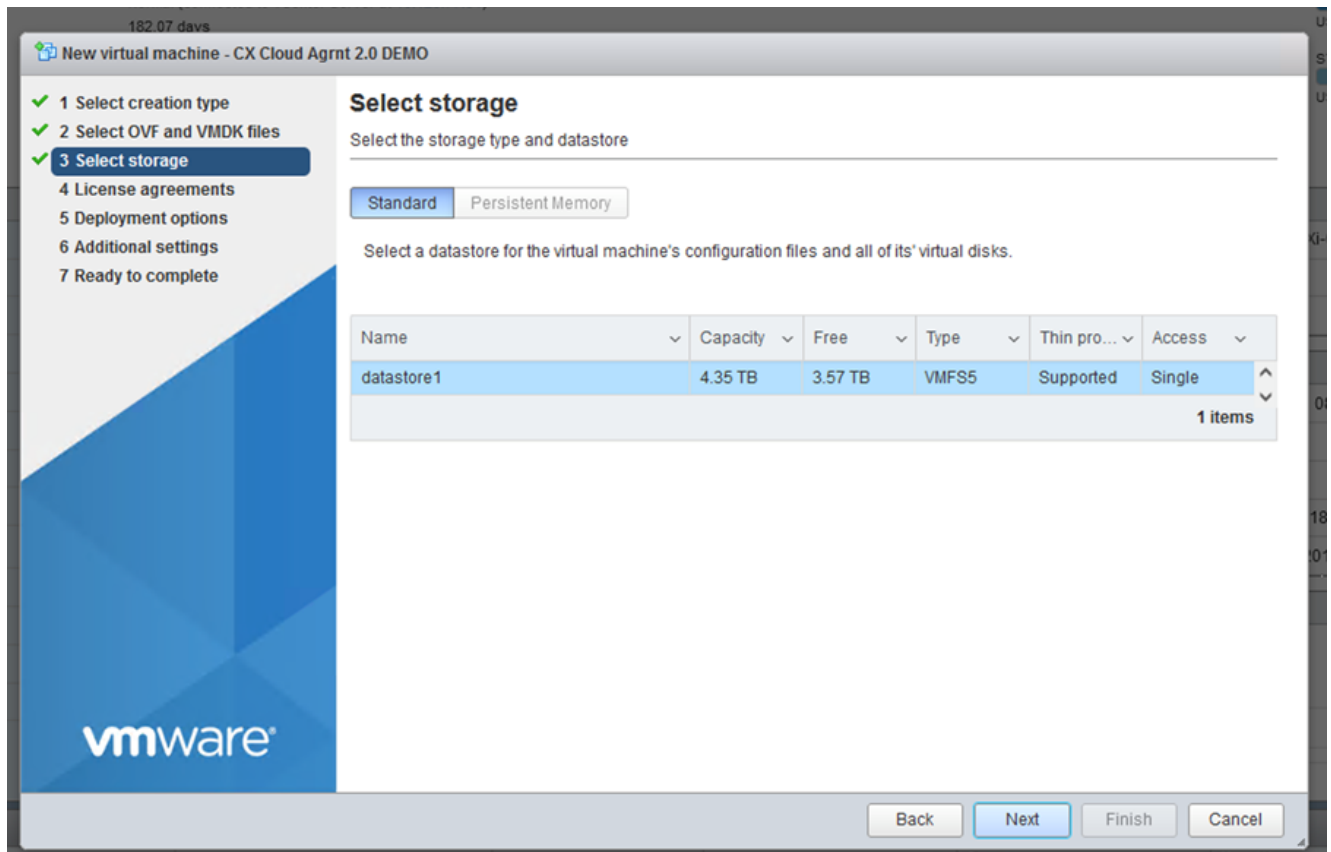 182.07 days
New virtual machine - CX Cloud Agrnt 2.0 DEMO
1 Select creation type
2 Select OVF and VMDK files
3 Select storage
4 License agreements
5 Deployment options
6 Additional settings
7 Ready to complete
Select storage
Select the storage type and datastore
Standard Persistent Memory
Select a datastore for the virtual machine's configuration files and all of its' virtual disks.
Name Capacity Free Type Thin pro... Access
datastore1 4.35 TB 3.57 TB VMFS5 Supported Single
1 items
vmware®
Back Next Finish Cancel